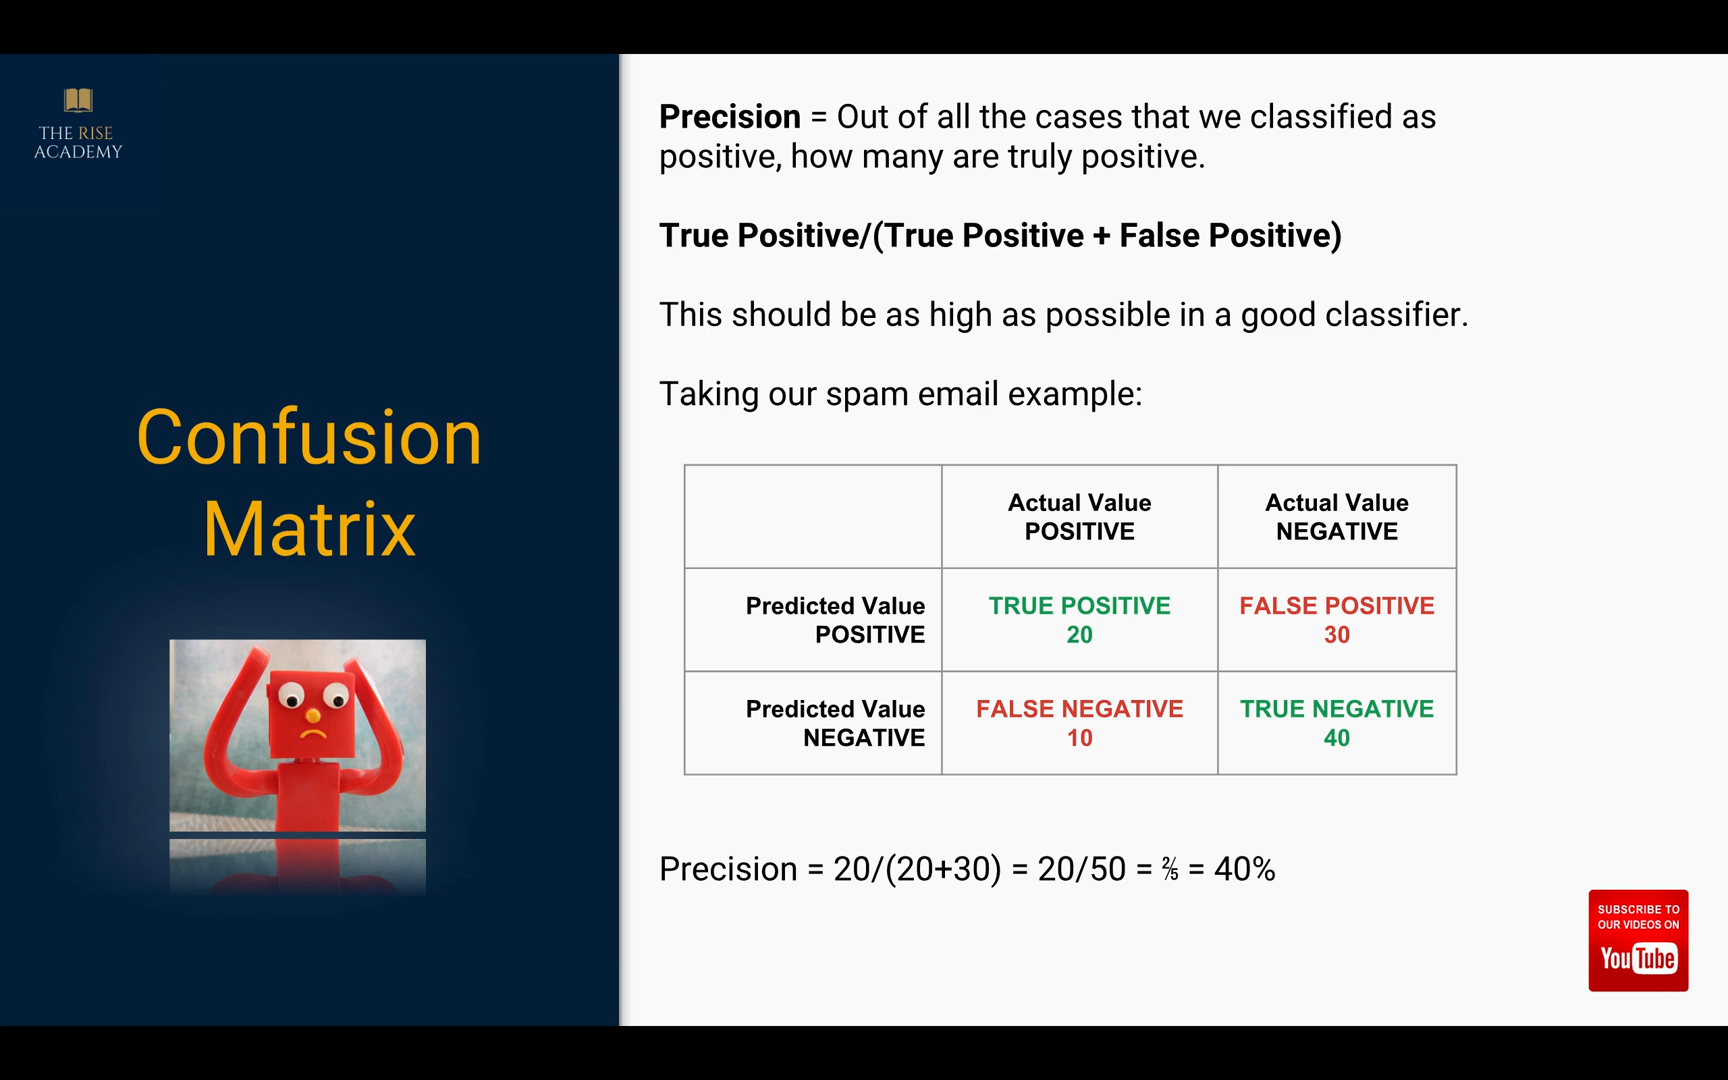 THE RISE
ACADEMY
Confusion
Matrix
Precision = Out of all the cases that we classified as
positive, how many are truly positive.
True Positive/(True Positive + False Positive)
This should be as high as possible in a good classifier.
Taking our spam email example:
Actual Value
POSITIVE
Actual Value
NEGATIVE
Predicted Value
POSITIVE
TRUE POSITIVE
20
FALSE POSITIVE
30
Predicted Value
NEGATIVE
FALSE NEGATIVE
10
TRUE NEGATIVE
40
Precision = 20/(20+30) = 20/50 = ⅖ = 40%
SUBSCRIBE TO
OUR VIDEOS ON
YouTube